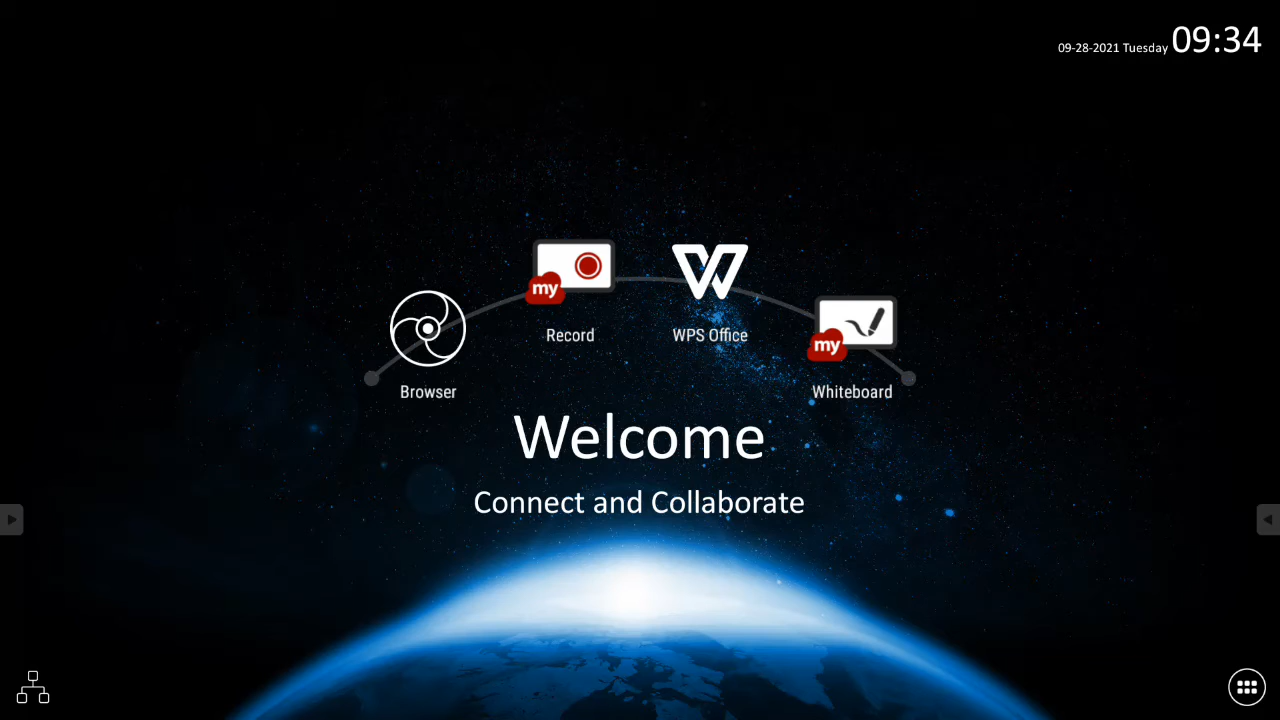 09-28-2021 Tuesday 09:34
my
Record
WPS Office
my
Browser
Whiteboard
Welcome
Connect and Collaborate